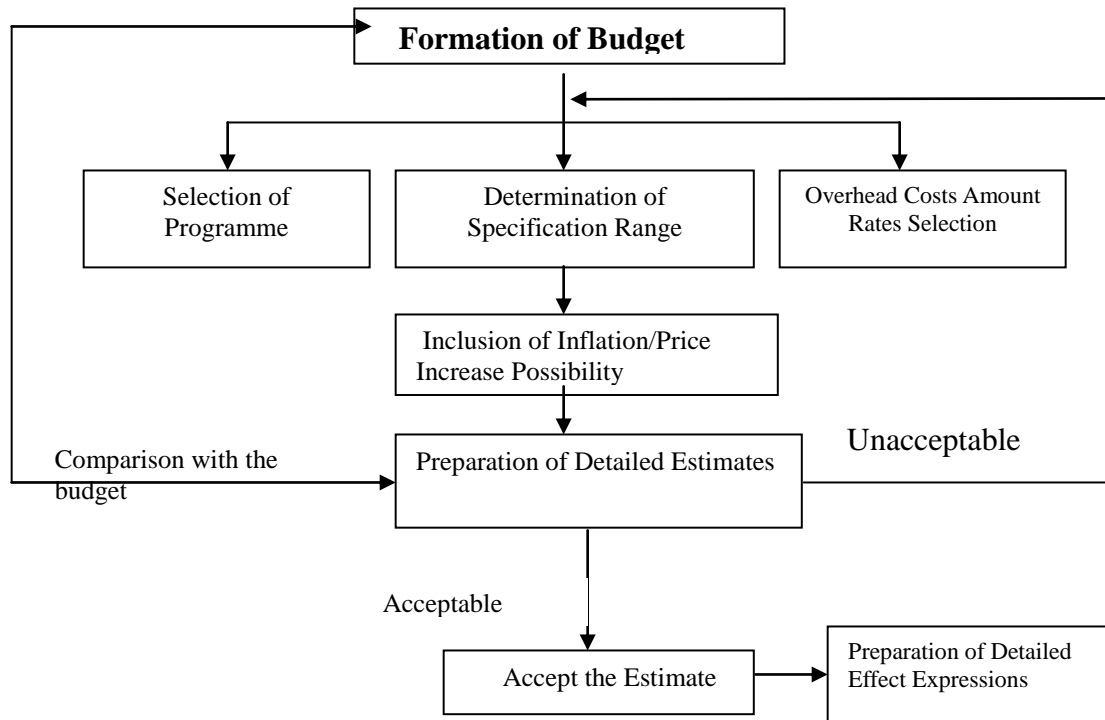 Formation of Budget
Selection of
Programme
Determination of
Specification Range
Overhead Costs Amount
Rates Selection
Inclusion of Inflation/Price
Increase Possibility
Unacceptable
Comparison with the
budget
Preparation of Detailed Estimates
Acceptable
Accept the Estimate
Preparation of Detailed
Effect Expressions